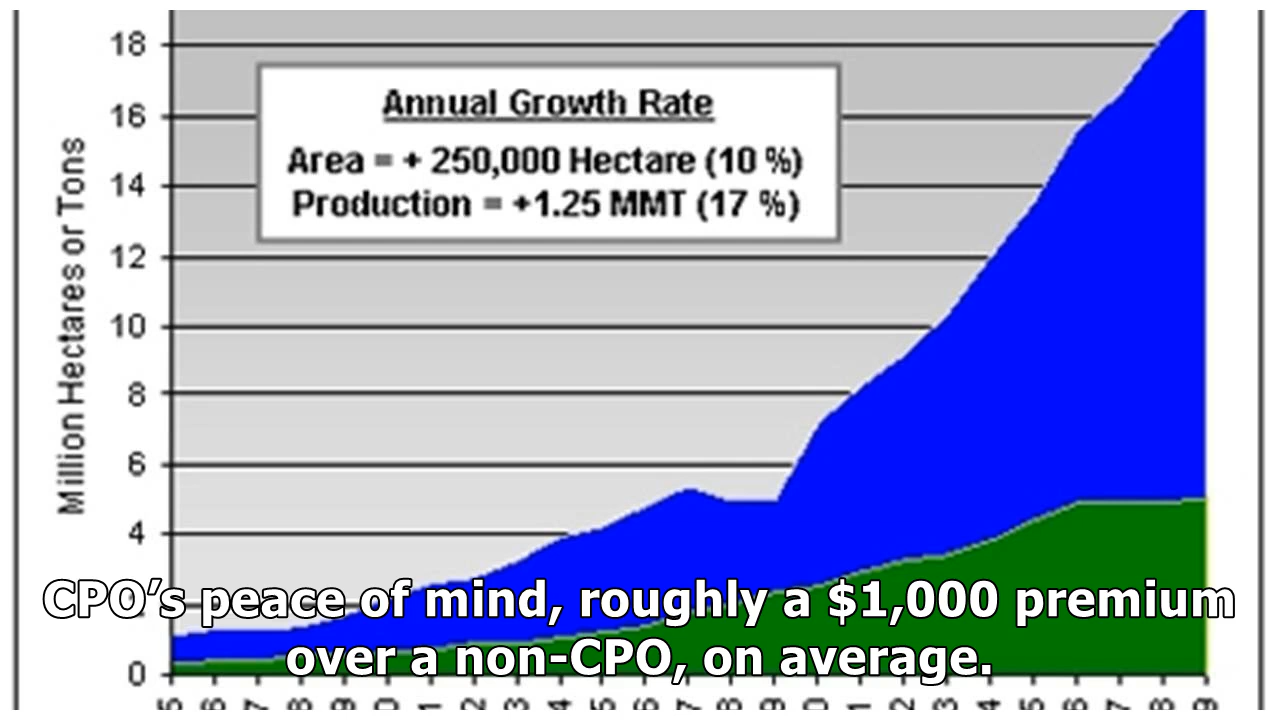 18
Annual Growth Rate
16
Area = + 250,000 Hectare (10 %)
14
Production = +1.25 MMT (17 %)
12
10
8
6
4
0
Million Hectares or Tons
CPO’s peace of mind, roughly a $1,000 premium
over a non-CPO, on average.